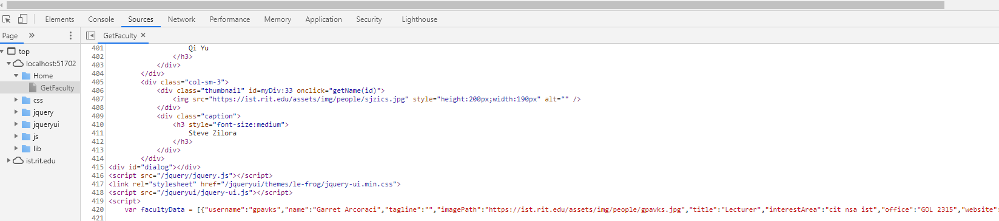 Elements Console Sources Network Performance Memory Application Security Lighthouse
Page » GetFaculty ×
top
localhost:51702
Home
GetFaculty
css
jquery
jqueryui
js
lib
ist.rit.edu
401 Qi Yu
402 </h3>
403 </div>
404 </div>
405 <div class="col-sm-3">
406 <div class="thumbnail" id=myDiv:33 onclick="getName(id)">
407 <img src="https://ist.rit.edu/assets/img/people/sjzics.jpg" style="height:200px;width:190px" alt="" />
408 </div>
409 <div class="caption">
410 <h3 style="font-size:medium">
411 Steve Zilora
412 </h3>
413 </div>
414 </div>
415 <div id="dialog"></div>
416 <script src="/jquery/jquery.js"></script>
417 <link rel="stylesheet" href="/jqueryui/themes/le-frog/jquery-ui.min.css">
418 <script src="/jqueryui/jquery-ui.js"></script>
419 <script>
420 var facultyData = [{"username":"gpavks","name":"Garret Arcoraci","tagline":"","imagePath":"https://ist.rit.edu/assets/img/people/gpavks.jpg","title":"Lecturer","interestArea":"cit nsa ist","office":"GOL 2315","website"
421